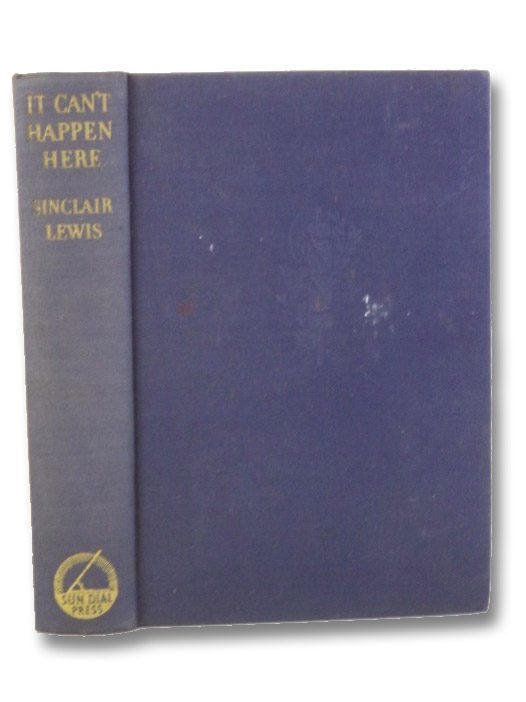 IT CAN'T
HAPPEN
HERE
SINCLAIR
LEWIS
SUN DIAL
PRESS